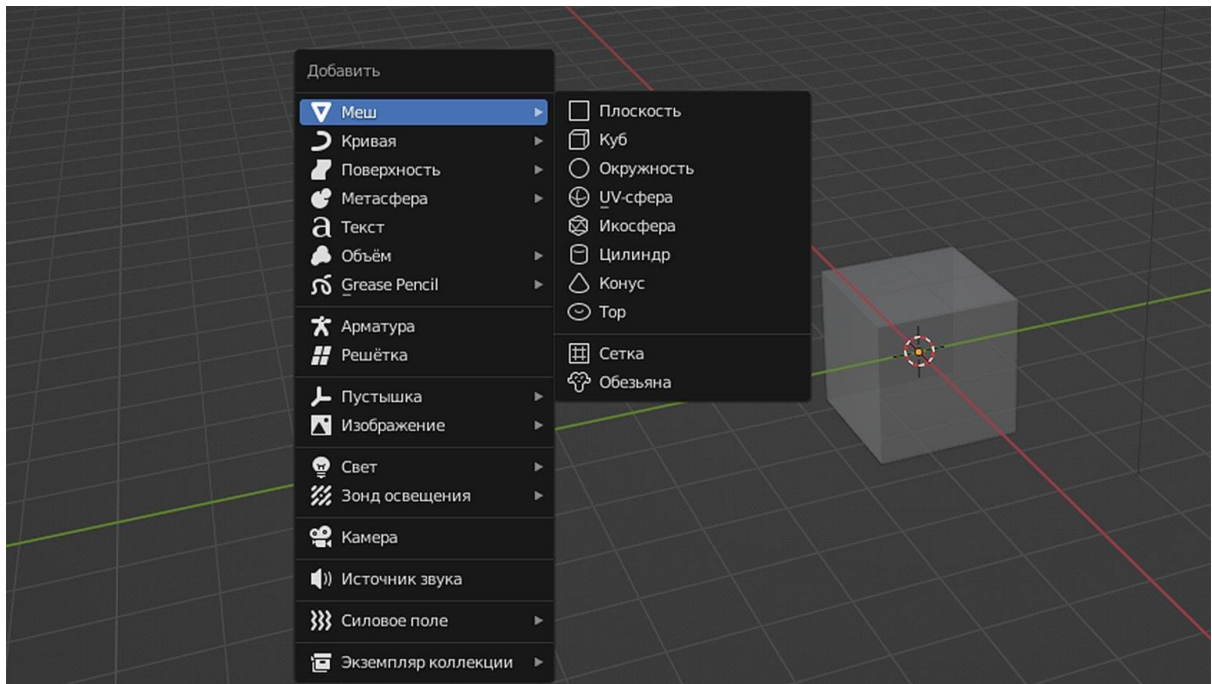 Добавить
Меш
Кривая
Поверхность
Метасфера
Текст
Объём
Grease Pencil
Арматура
Решётка
Пустышка
Изображение
Свет
Зонд освещения
Камера
Источник звука
Силовое поле
Экземпляр коллекции
Плоскость
Куб
Окружность
UV-сфера
Икосфера
Цилиндр
Конус
Тор
Сетка
Обезьяна